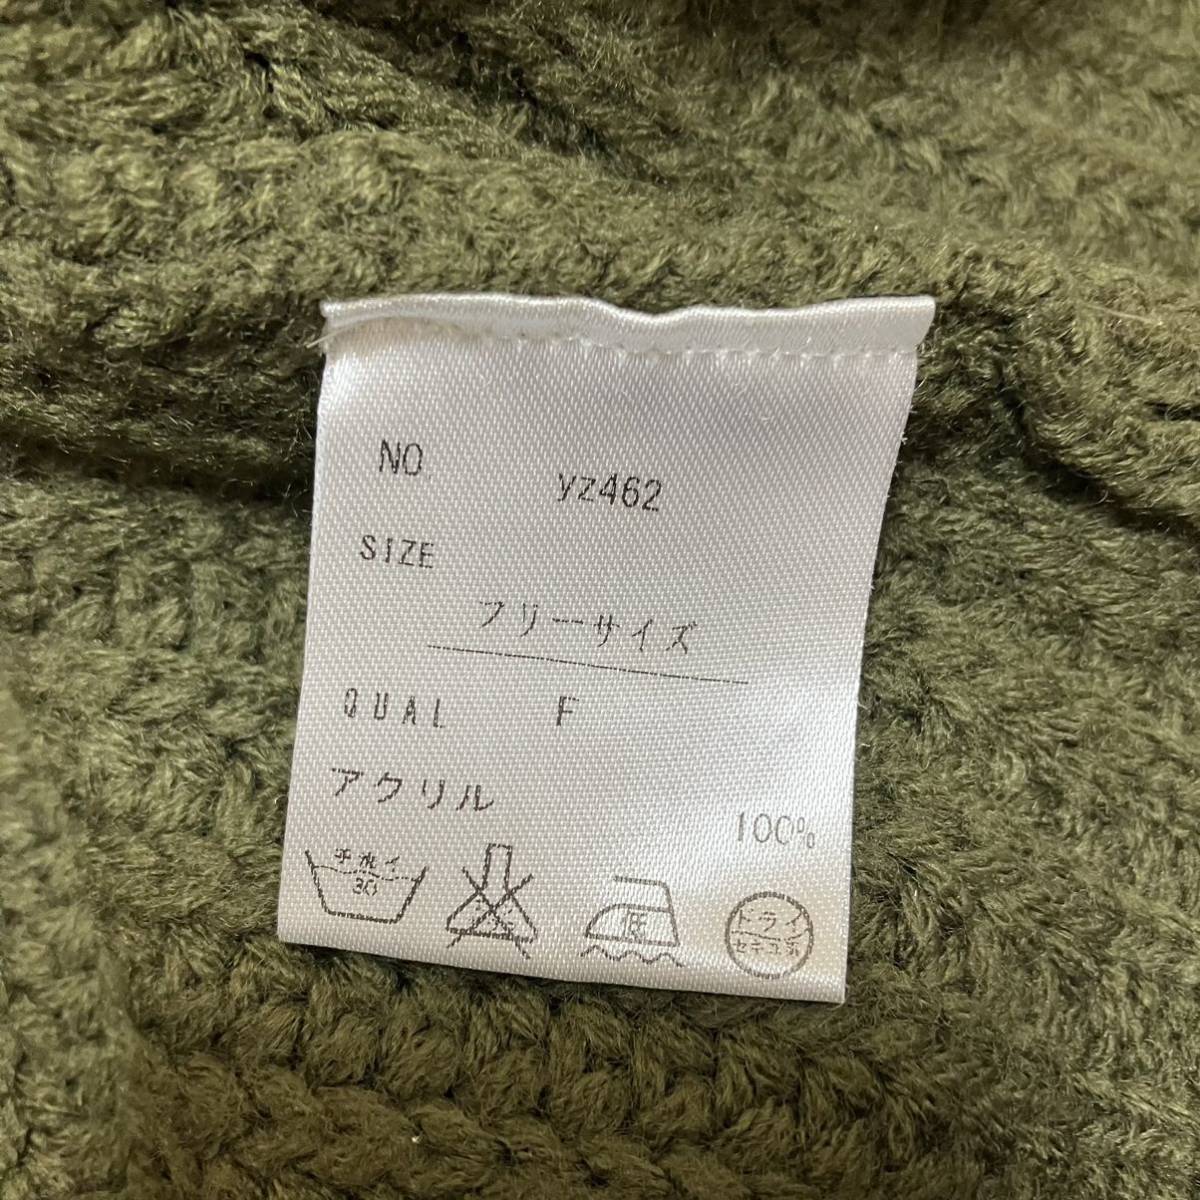 NO
yz462
SIZE
フリーサイズ
QUAL F
アクリル
100%
手洗イ
30
低
ドライ
セキユ系